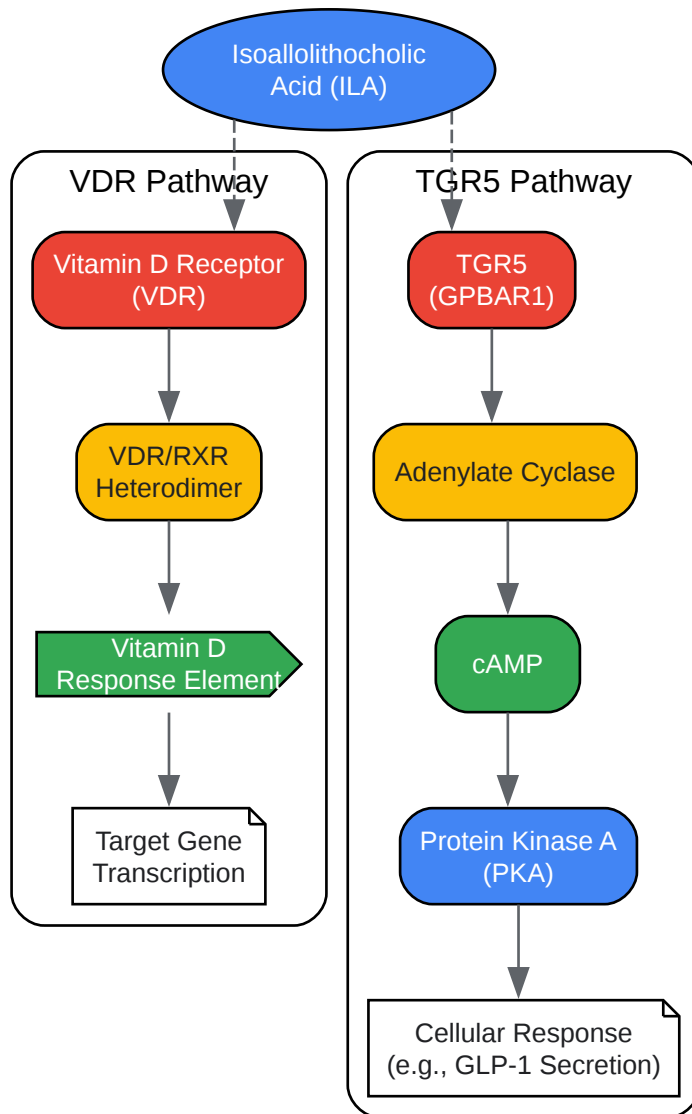 Isoallolithocholic
Acid (ILA)
VDR Pathway
Vitamin D Receptor
(VDR)
VDR/RXR
Heterodimer
Vitamin D
Response Element
Target Gene
Transcription
TGR5 Pathway
TGR5
(GPBAR1)
Adenylate Cyclase
cAMP
Protein Kinase A
(PKA)
Cellular Response
(e.g., GLP-1 Secretion)